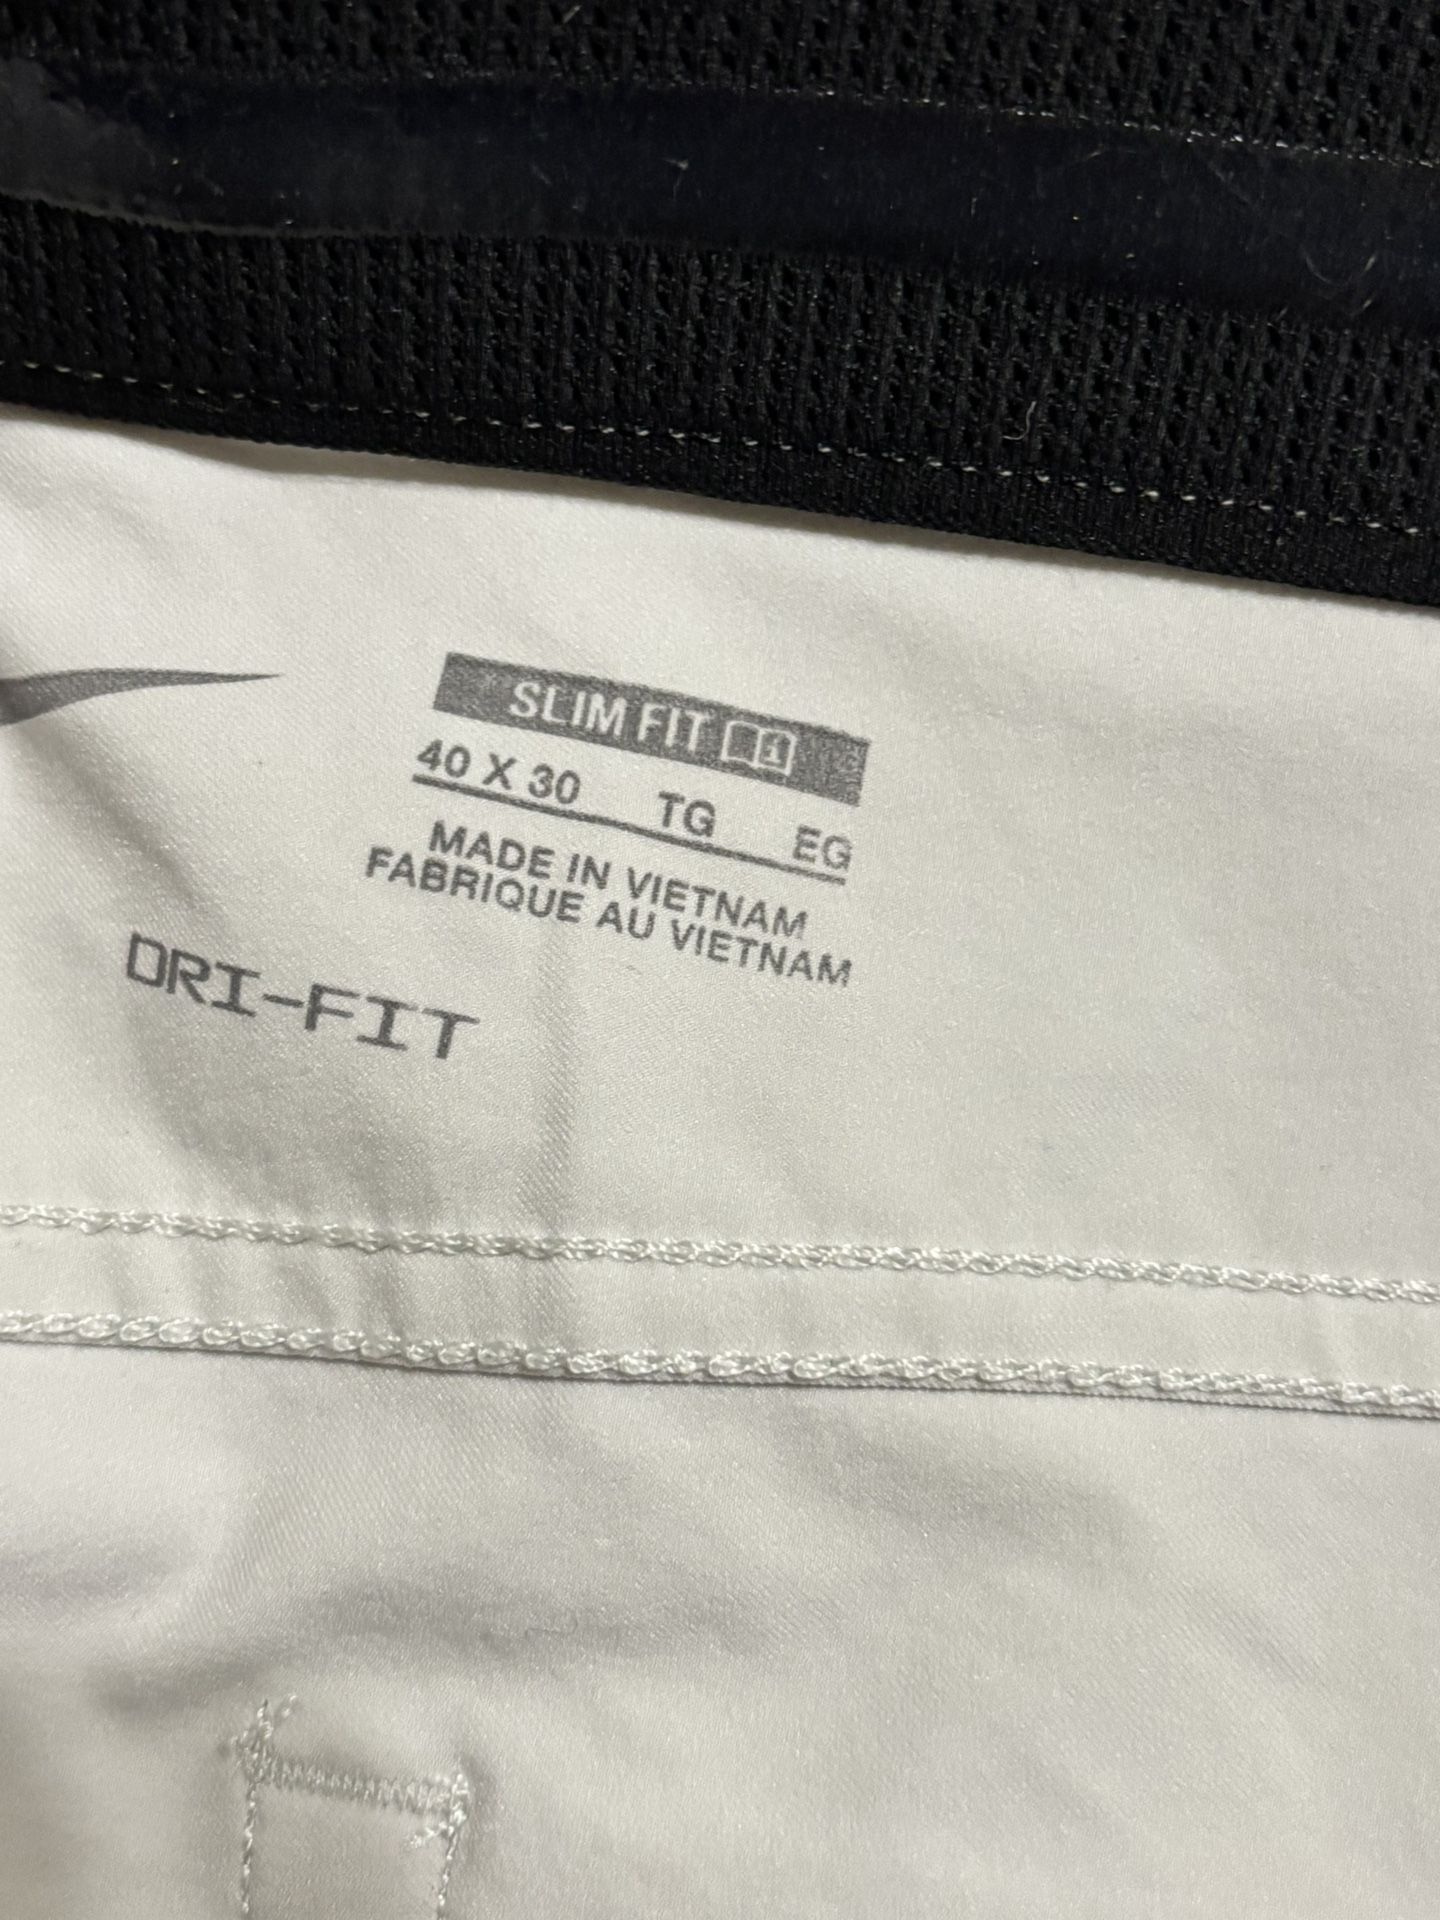 SLIM FIT
40 X 30 TG EG
MADE IN VIETNAM
FABRIQUE AU VIETNAM
DRI-FIT